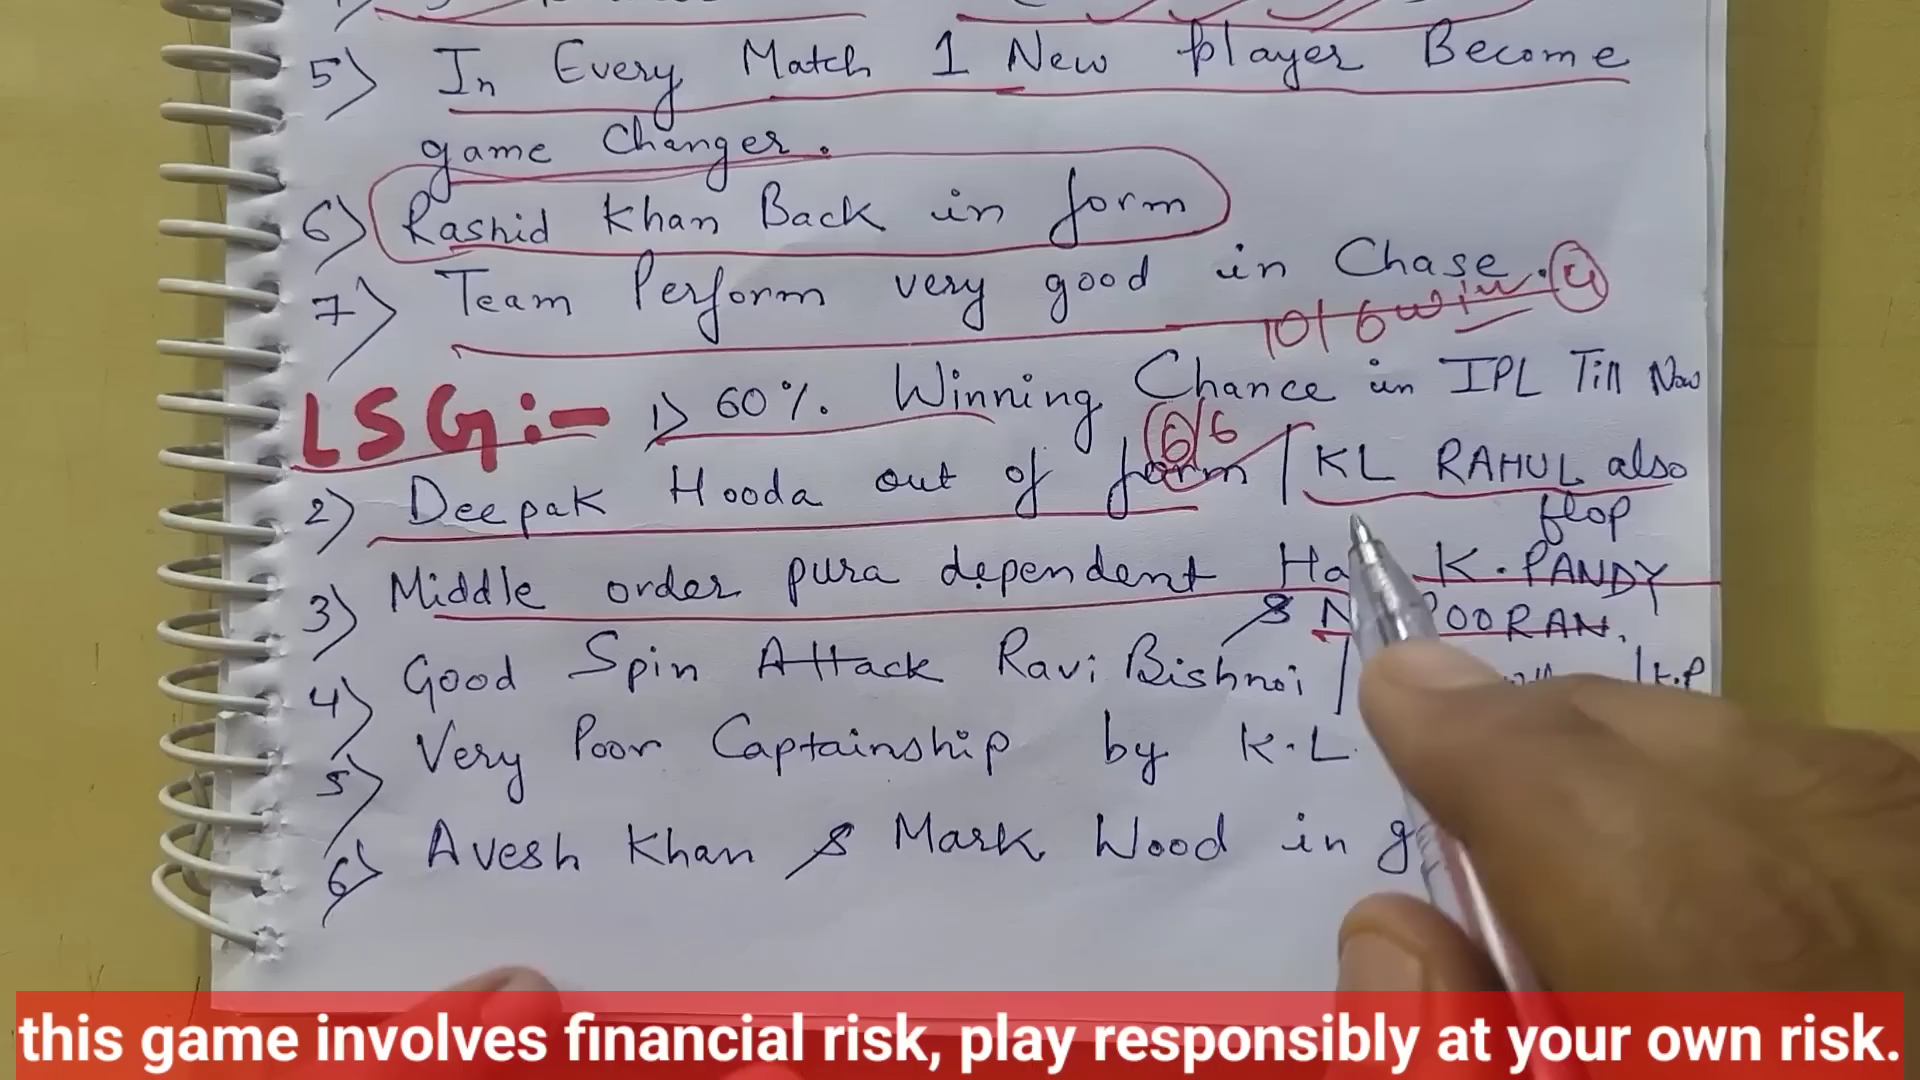 5) In Every Match 1 New player Become
game Changer.
6) Rashid Khan Back in form
7) Team Perform very good in Chase.
10/ 6 win 4
LSG:- 1) 60%. Winning Chance in IPL Till Now
6/6
2) Deepak Hooda out of form / KL RAHUL also
flop
3) Middle order pura dependent K. PANDY
& POORAN.
4) Good Spin Attack Ravi Bishnoi / K.P
5) Very Poor Captainship by K.L.
6) Avesh Khan & Mark Wood in
this game involves financial risk, play responsibly at your own risk.